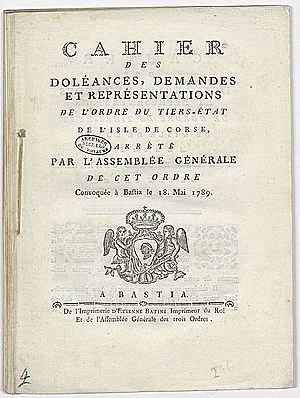 CAHIER
DES
DOLÉANCES, DEMANDES
ET REPRÉSENTATIONS
DE L'ORDRE DU TIERS-ÉTAT
DE L'ISLE DE CORSE,
ARRÊTÉ
PAR L'ASSEMBLÉE GÉNÉRALE
DE CET ORDRE
Convoquée à Bastia le 18. Mai 1789.
A BASTIA.
De l'Imprimerie D'ETIENNE BATINI Imprimeur du Roi
Et de l'Assemblée Générale des trois Ordres.
4